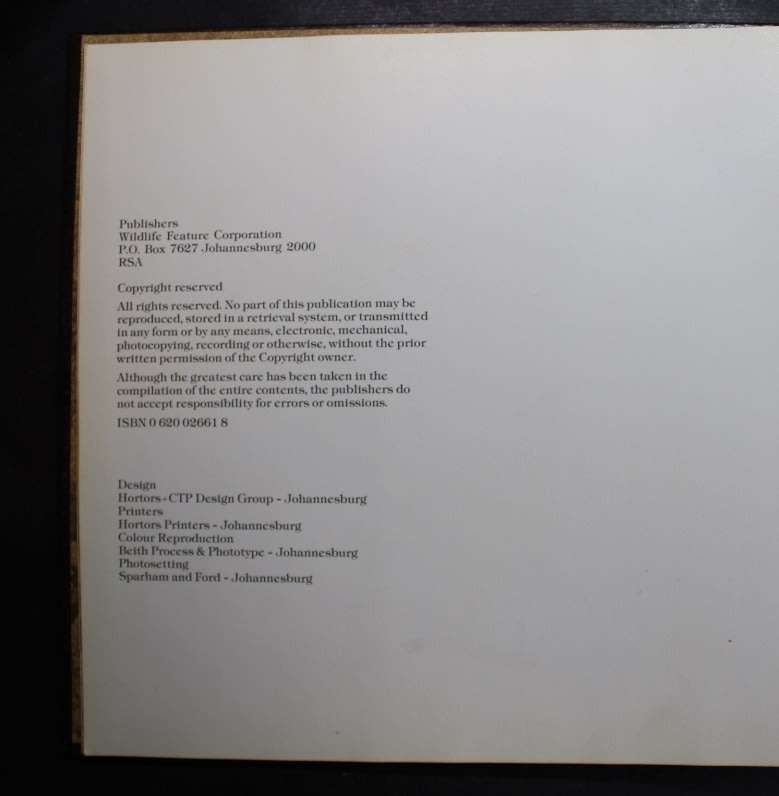 Publishers
Wildlife Feature Corporation
P.O. Box 7627 Johannesburg 2000
RSA
Copyright reserved
All rights reserved. No part of this publication may be
reproduced, stored in a retrieval system, or transmitted
in any form or by any means, electronic, mechanical,
photocopying, recording or otherwise, without the prior
written permission of the Copyright owner.
Although the greatest care has been taken in the
compilation of the entire contents, the publishers do
not accept responsibility for errors or omissions.
ISBN 0 620 02661 8
Design
Hortors-CTP Design Group - Johannesburg
Printers
Hortors Printers - Johannesburg
Colour Reproduction
Beith Process & Phototype - Johannesburg
Photosetting
Sparham and Ford - Johannesburg